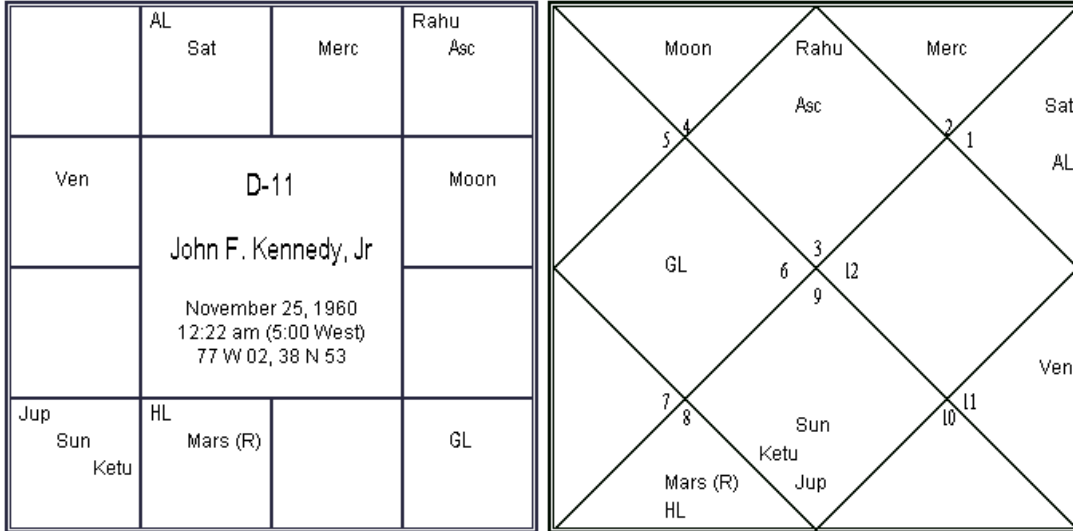 AL
Sat
Merc
Rahu
Asc
Ven
Moon
D-11
John F. Kennedy, Jr
November 25, 1960
12:22 am (5:00 West)
77 W 02, 38 N 53
Jup
Sun
Ketu
HL
Mars (R)
GL
Moon
Rahu
Merc
Asc
Sat
AL
4
5
2
1
GL
3
6
12
9
Ven
7
8
11
10
Sun
Ketu
Jup
Mars (R)
HL